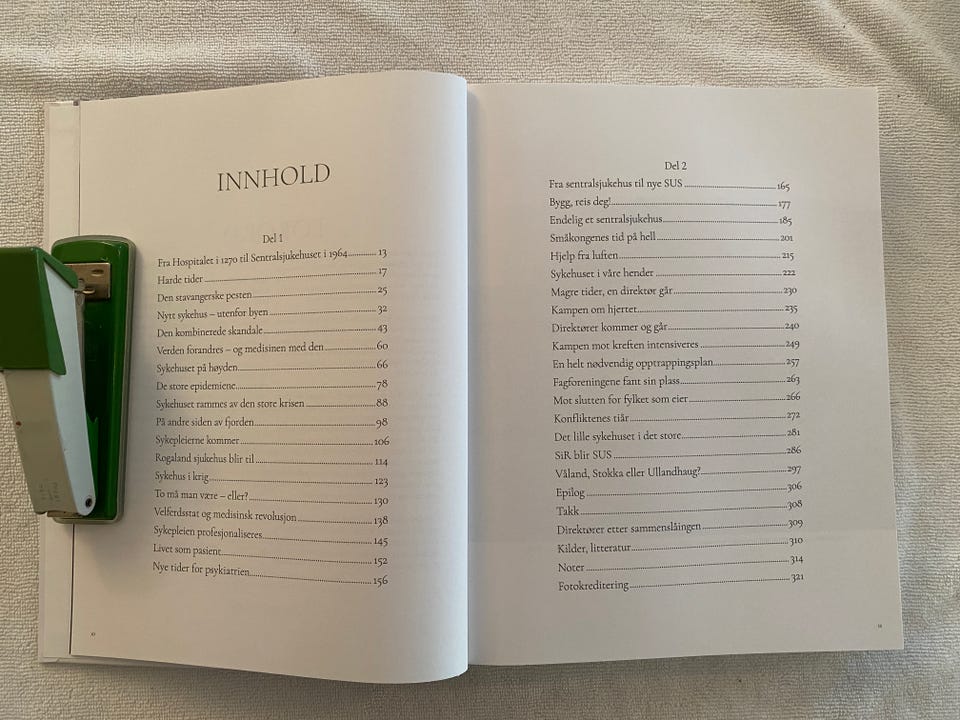 INNHOLD
Del 1
Fra Hospitalet i 1270 til Sentralsjukehuset i 1964 13
Harde tider 17
Den stavangerske pesten 25
Nytt sykehus – utenfor byen 32
Den kombinerede skandale 43
Verden forandres – og medisinen med den 60
Sykehuset på høyden 66
De store epidemiene 78
Sykehuset rammes av den store krisen 88
På andre siden av fjorden 98
Sykepleierne kommer 106
Rogaland sjukehus blir til 114
Sykehus i krig 123
To må man være – eller? 130
Velferdsstat og medisinsk revolusjon 138
Sykepleien profesjonaliseres 145
Livet som pasient 152
Nye tider for psykiatrien 156
10
Del 2
Fra sentralsjukehus til nye SUS 165
Bygg, reis deg! 177
Endelig et sentralsjukehus 185
Småkongenes tid på hell 201
Hjelp fra luften 215
Sykehuset i våre hender 222
Magre tider, en direktør går 230
Kampen om hjertet 235
Direktører kommer og går 240
Kampen mot kreften intensiveres 249
En helt nødvendig opptrappingsplan 257
Fagforeningene fant sin plass 263
Mot slutten for fylket som eier 266
Konfliktenes tiår 272
Det lille sykehuset i det store 281
SiR blir SUS 286
Våland, Stokka eller Ullandhaug? 297
Epilog 306
Takk 308
Direktører etter sammenslåingen 309
Kilder, litteratur 310
Noter 314
Fotokreditering 321
11